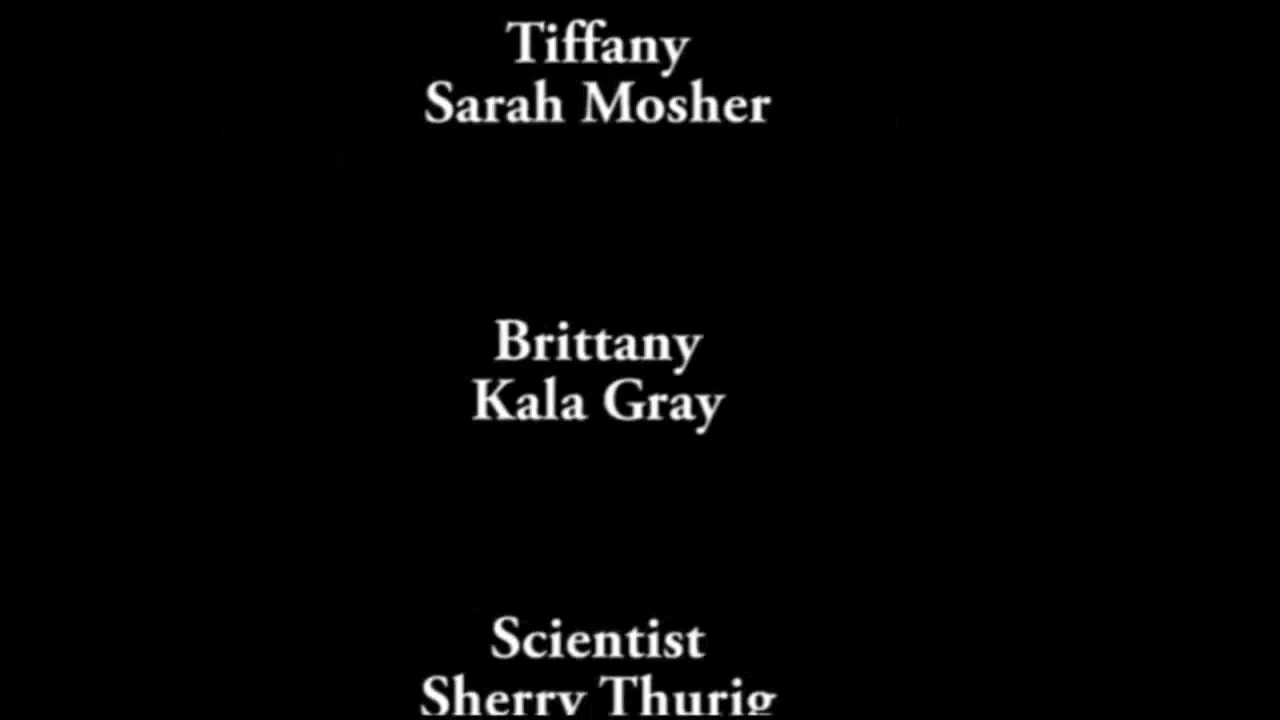 Tiffany
Sarah Mosher
Brittany
Kala Gray
Scientist
Sherry Thurig